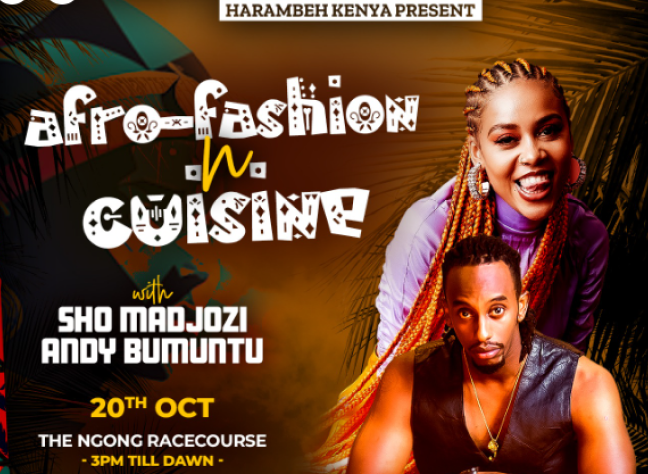 HARAMBEH KENYA PRESENT
afro-fashion
.n.
CUISINE
with
SHO MADJOZI
ANDY BUMUNTU
20TH OCT
THE NGONG RACECOURSE
- 3PM TILL DAWN -